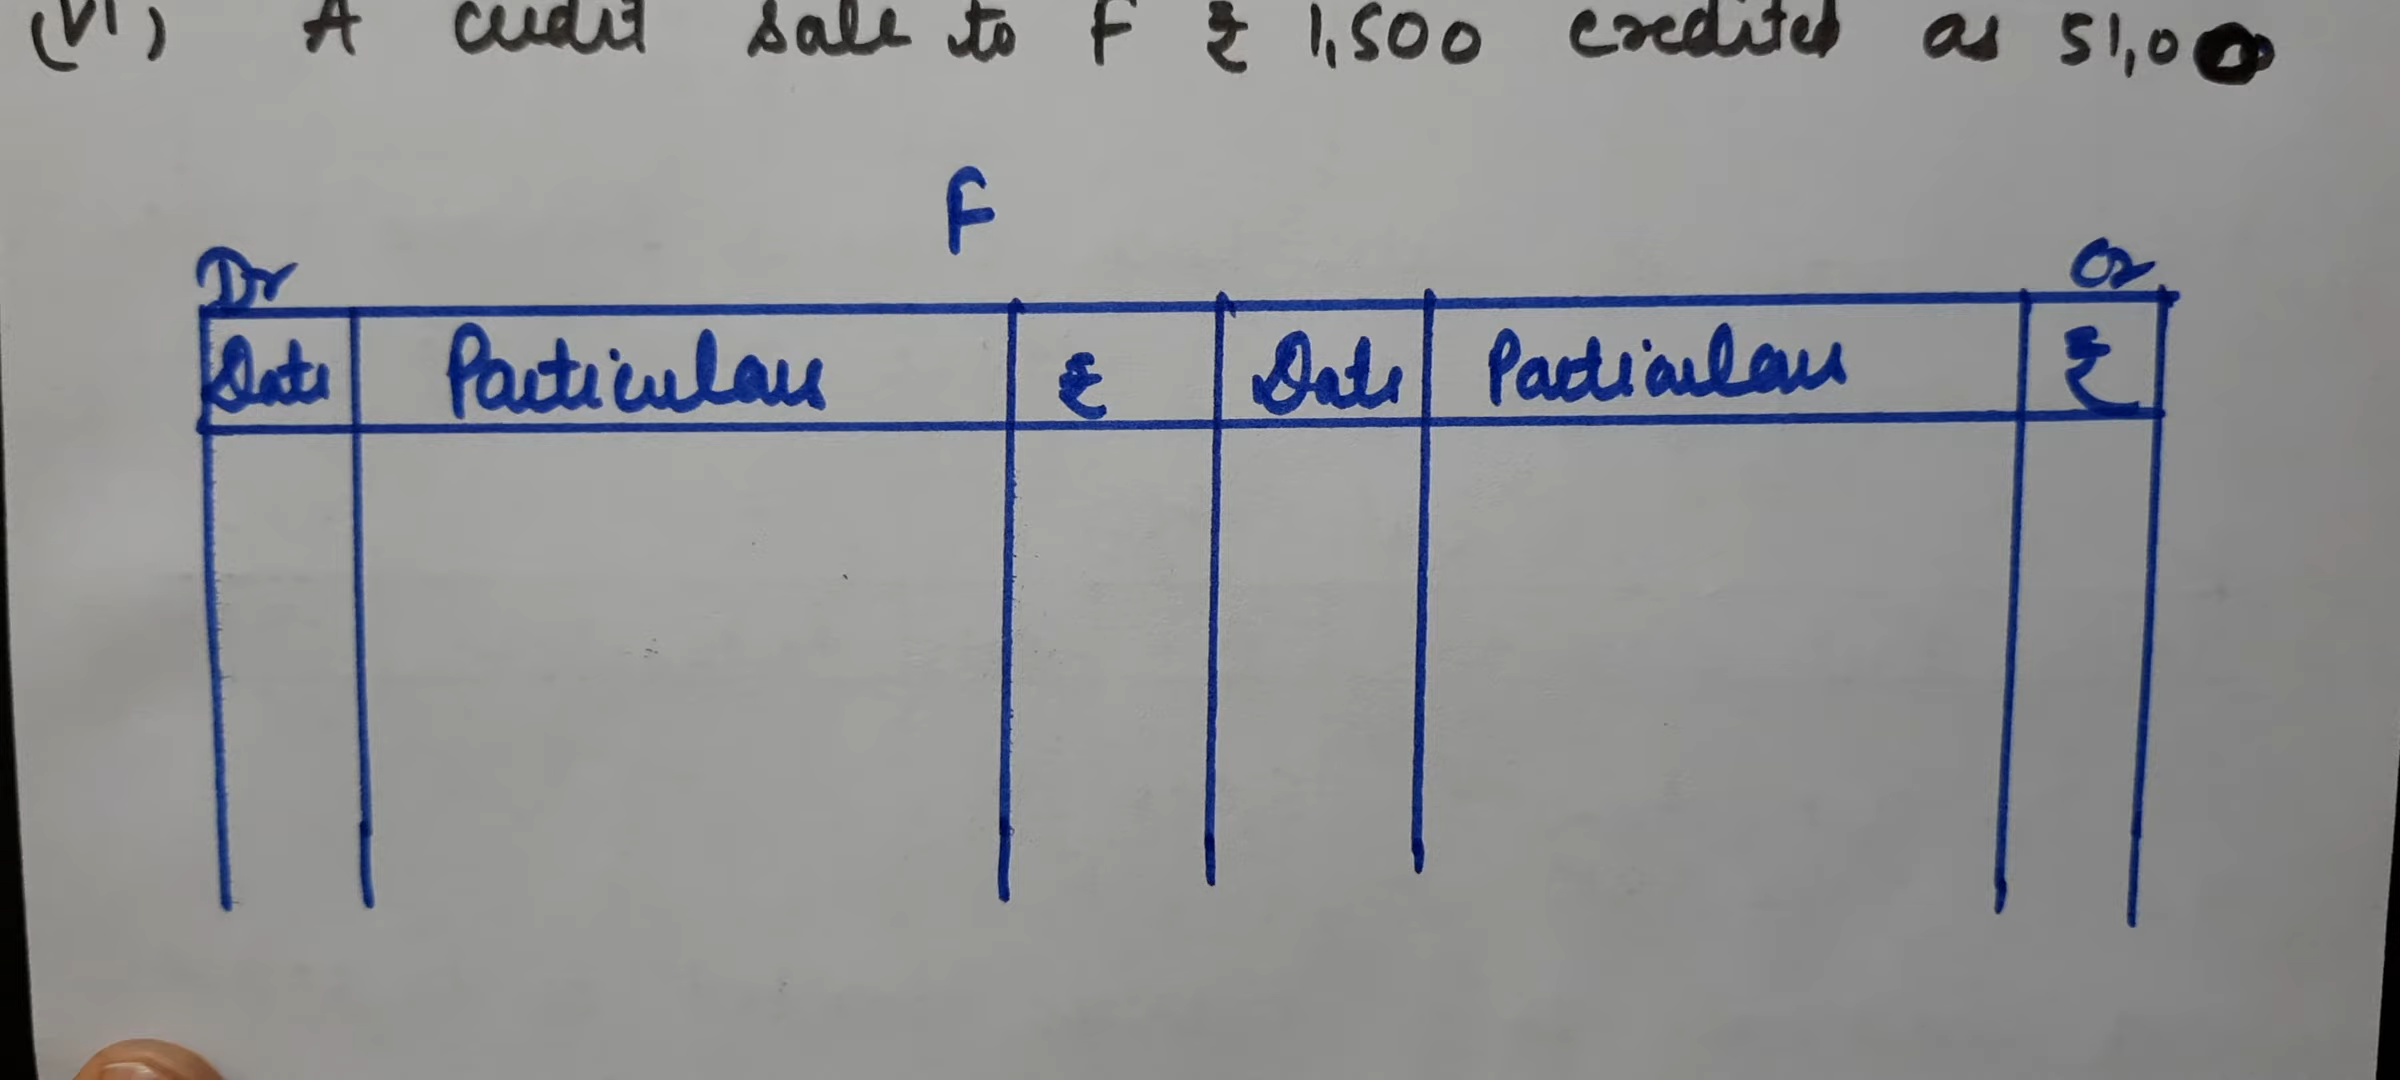 (VI) A credit sale to F ₹ 1,500 credited as 51,00
F
Dr Cr
Date Particulars ₹ Date Particulars ₹